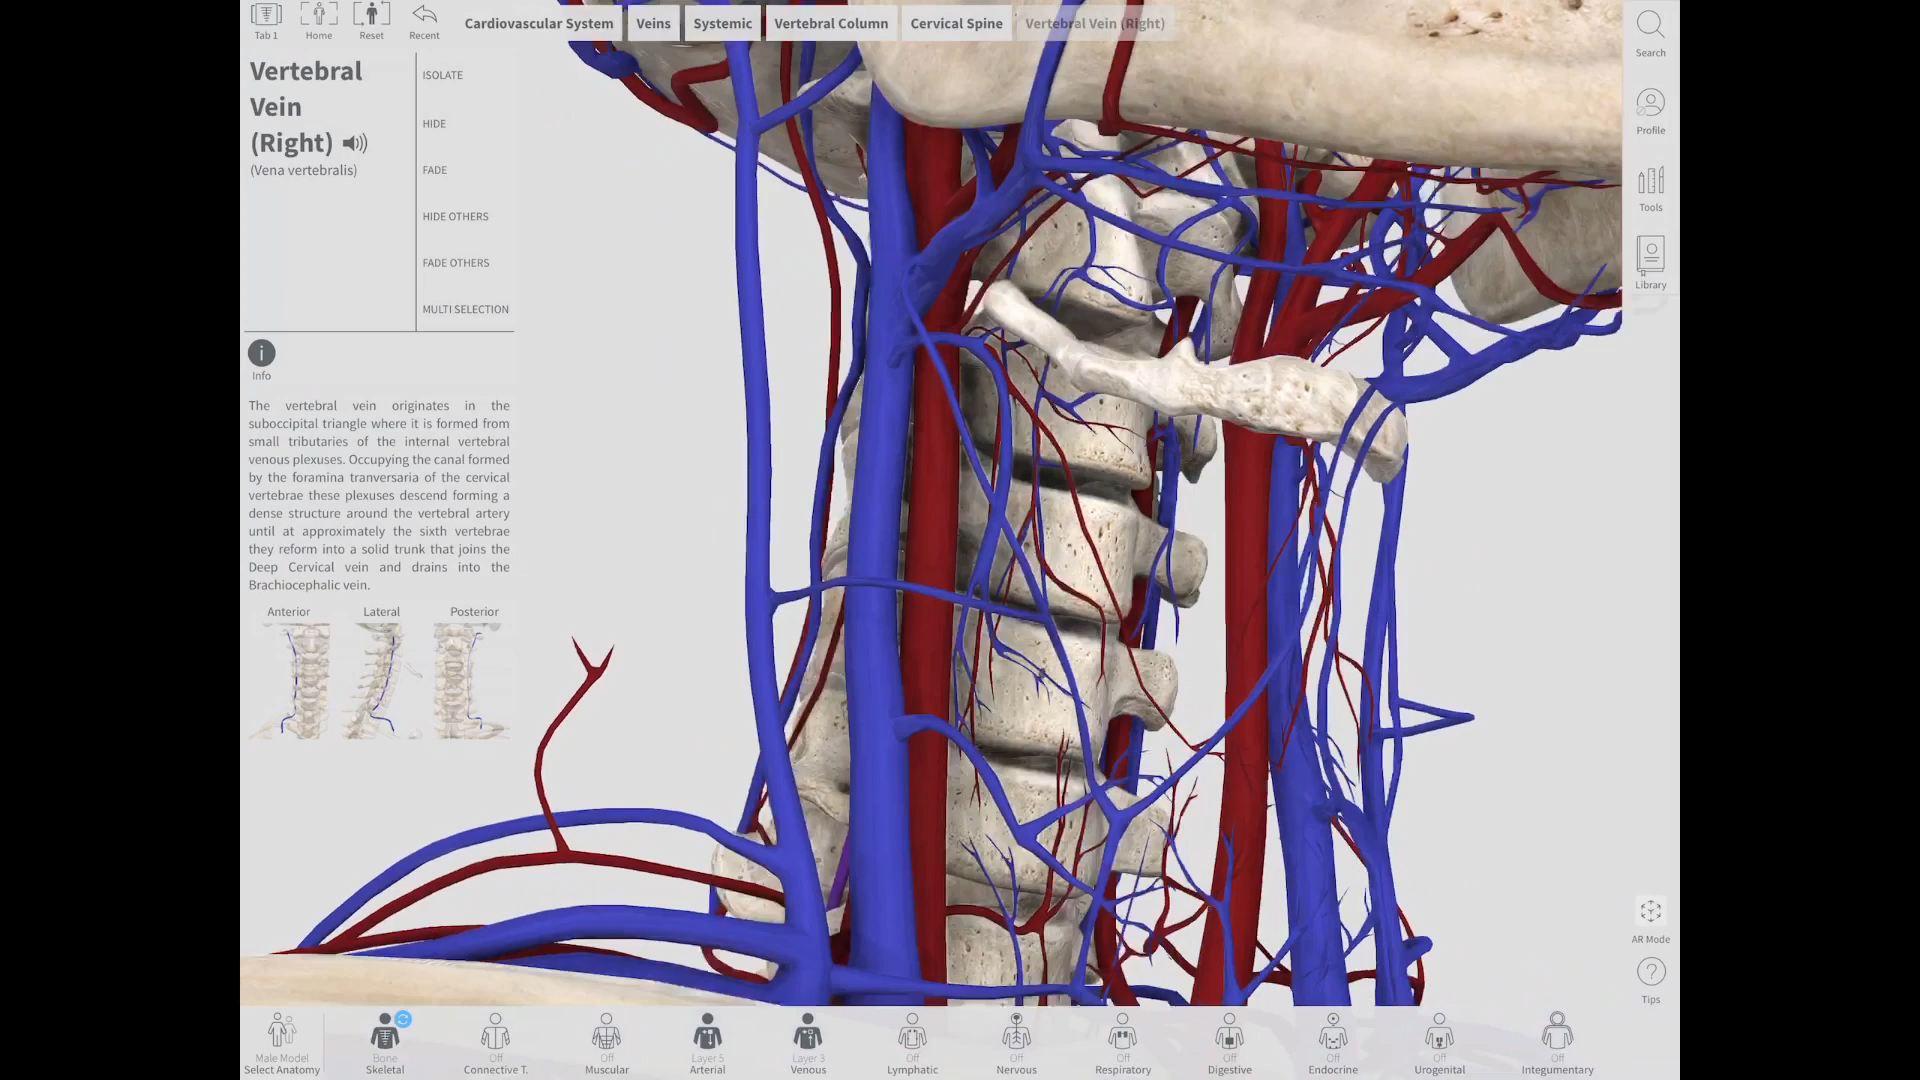 Tab 1
Home
Reset
Recent
Cardiovascular System
Veins
Systemic
Vertebral Column
Cervical Spine
Vertebral Vein (Right)
Search
Profile
Tools
Library
Vertebral
Vein
(Right)
(Vena vertebralis)
ISOLATE
HIDE
FADE
HIDE OTHERS
FADE OTHERS
MULTI SELECTION
i
Info
The vertebral vein originates in the
suboccipital triangle where it is formed from
small tributaries of the internal vertebral
venous plexuses. Occupying the canal formed
by the foramina tranversaria of the cervical
vertebrae these plexuses descend forming a
dense structure around the vertebral artery
until at approximately the sixth vertebrae
they reform into a solid trunk that joins the
Deep Cervical vein and drains into the
Brachiocephalic vein.
Anterior
Lateral
Posterior
AR Mode
?
Tips
Male Model
Select Anatomy
Bone
Skeletal
Off
Connective T.
Off
Muscular
Layer 5
Arterial
Layer 3
Venous
Off
Lymphatic
Off
Nervous
Off
Respiratory
Off
Digestive
Off
Endocrine
Off
Urogenital
Off
Integumentary